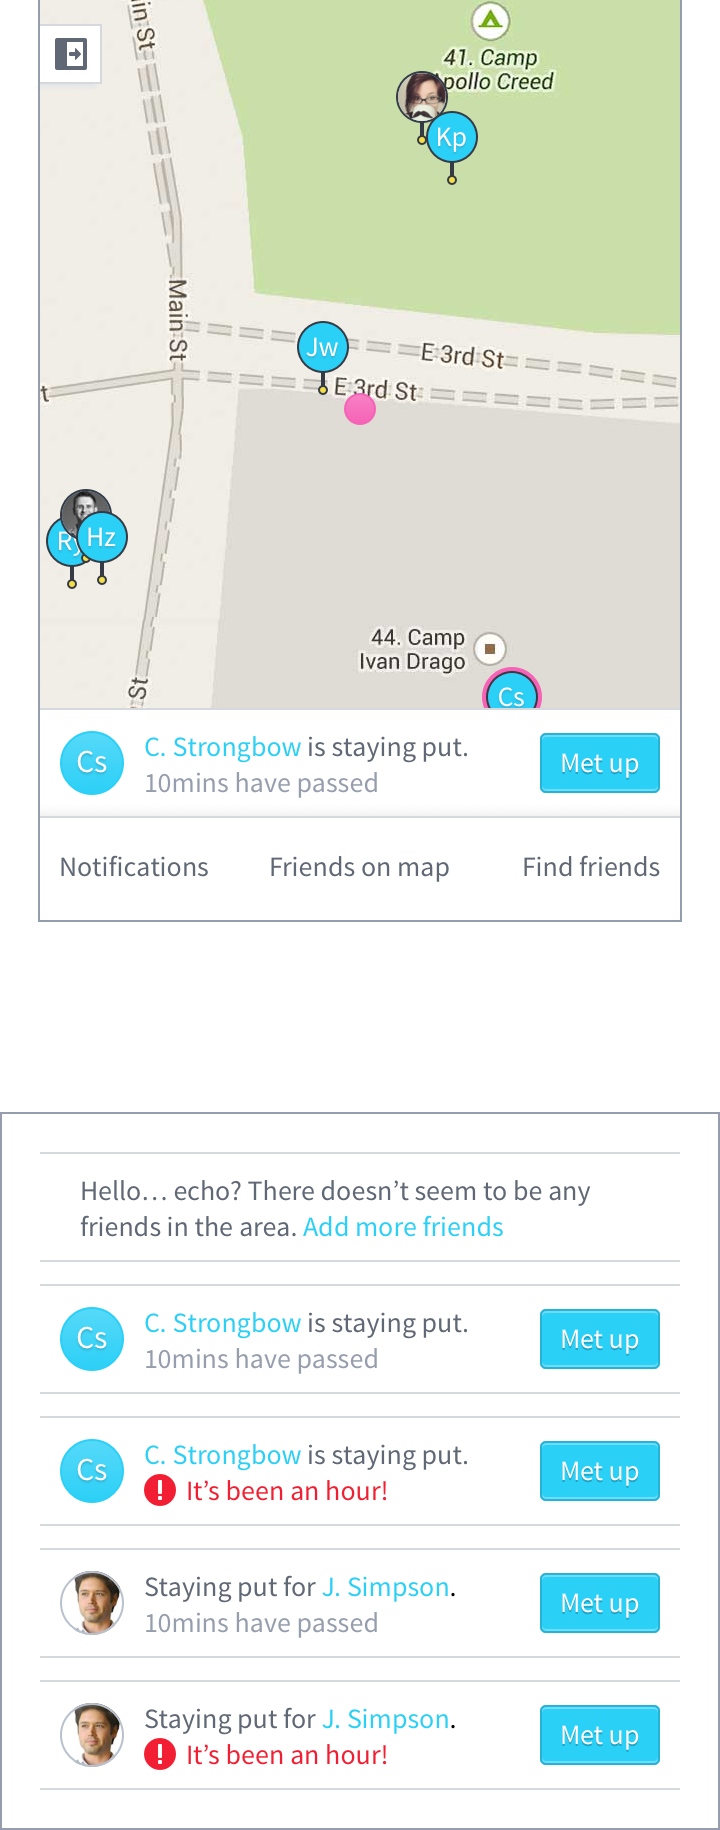 in St
41. Camp
Apollo Creed
Kp
Main St
Jw
E 3rd St
E 3rd St
t
Ry
Hz
44. Camp
Ivan Drago
St
Cs
Cs
C. Strongbow is staying put.
10mins have passed
Met up
Notifications
Friends on map
Find friends
Hello… echo? There doesn’t seem to be any
friends in the area. Add more friends
Cs
C. Strongbow is staying put.
10mins have passed
Met up
Cs
C. Strongbow is staying put.
It’s been an hour!
Met up
Staying put for J. Simpson.
10mins have passed
Met up
Staying put for J. Simpson.
It’s been an hour!
Met up